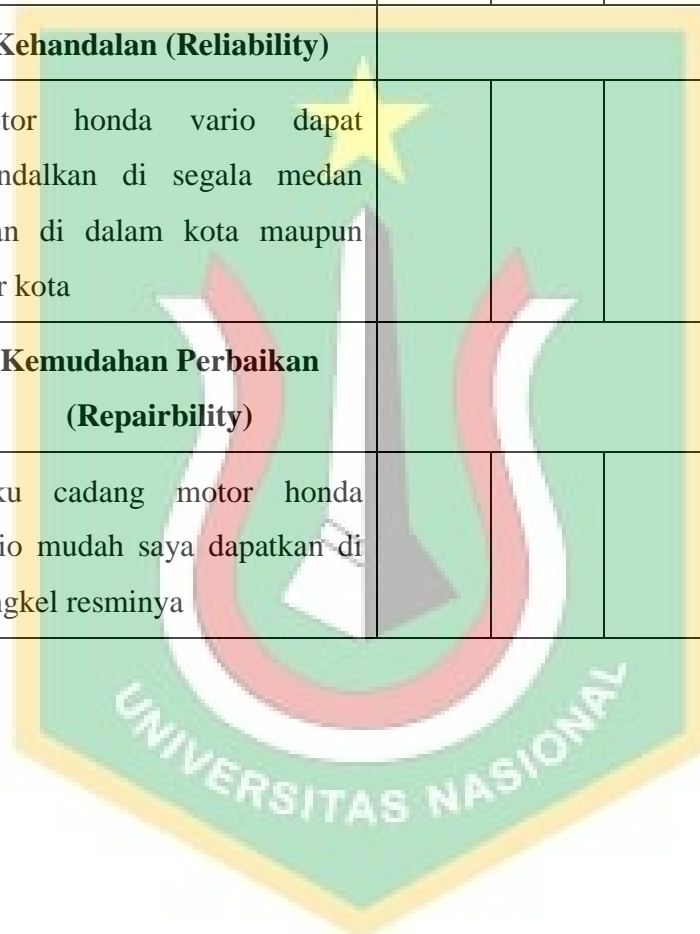 Kehandalan (Reliability)
tor honda vario dapat
ndalkan di segala medan
an di dalam kota maupun
r kota
Kemudahan Perbaikan
(Repairbility)
ku cadang motor honda
io mudah saya dapatkan di
ngkel resminya
UNIVERSITAS NASIONAL